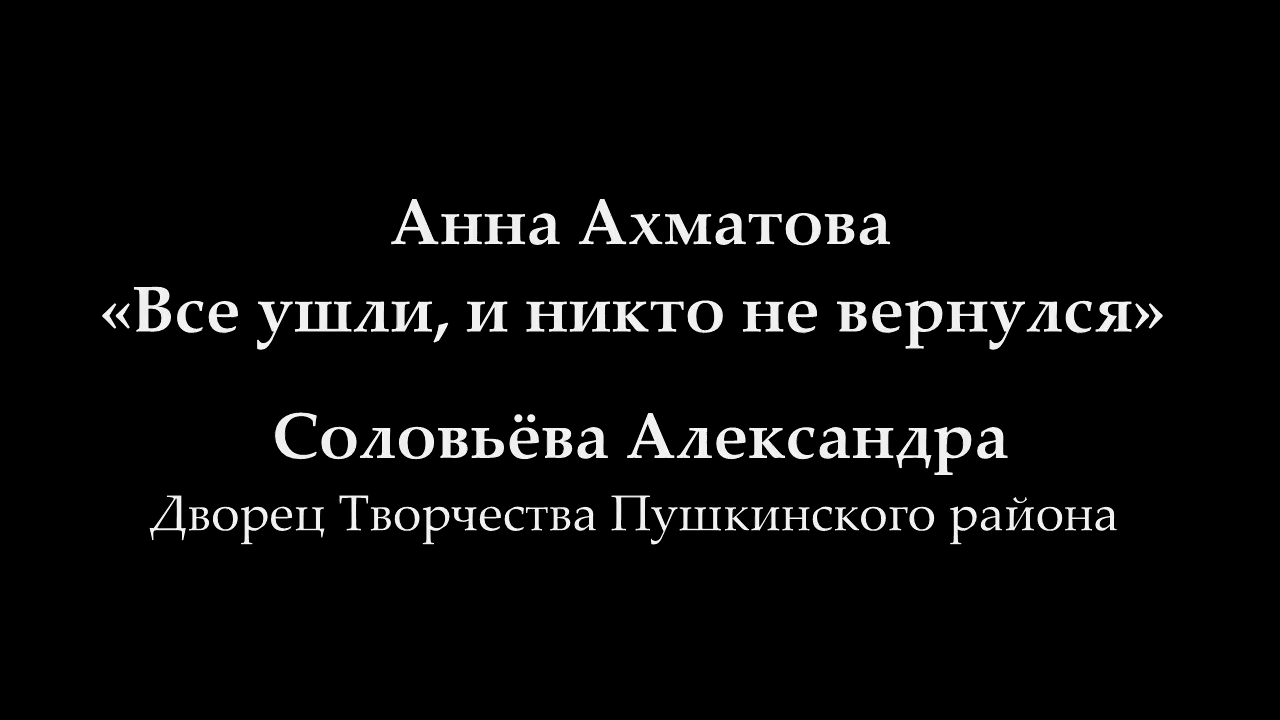 Анна Ахматова
«Все ушли, и никто не вернулся»
Соловьёва Александра
Дворец Творчества Пушкинского района